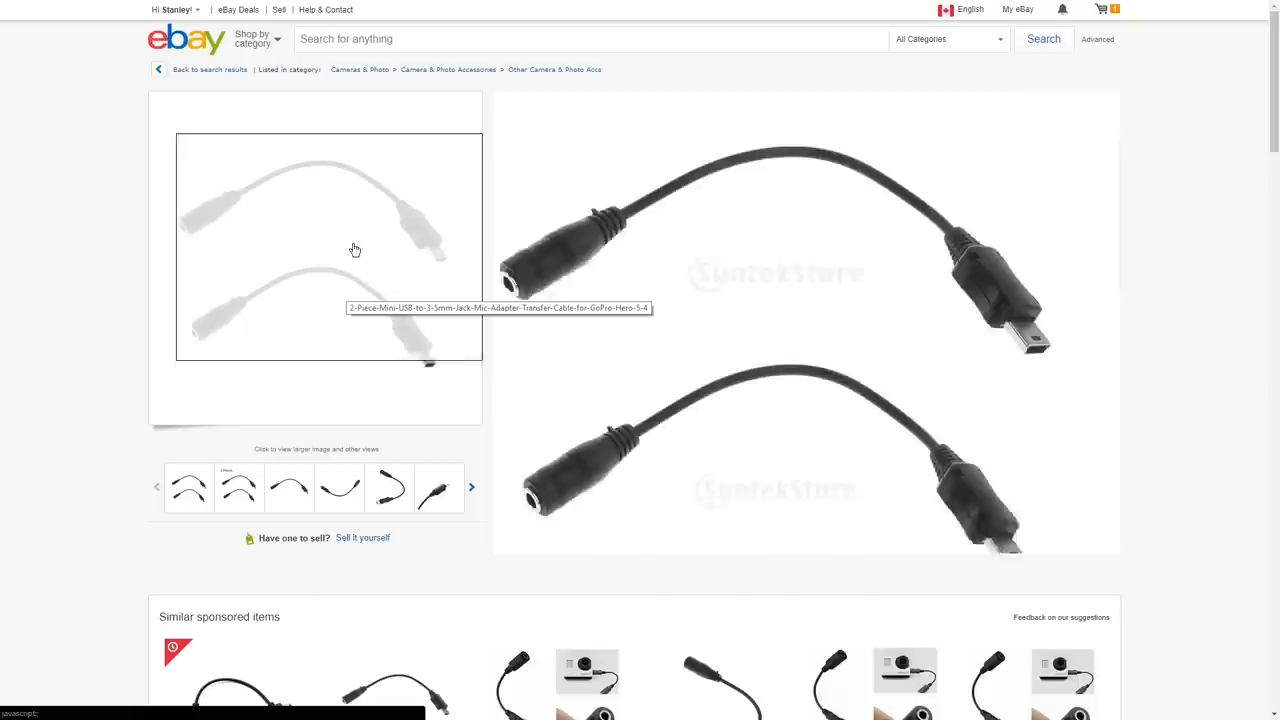 Hi Stanley! | eBay Deals | Sell | Help & Contact English My eBay 1
ebay Shop by category Search for anything All Categories Search Advanced
Back to search results | Listed in category: Cameras & Photo > Camera & Photo Accessories > Other Camera & Photo Accs
SuntekStore
2-Piece-Mini-USB-to-3-5mm-Jack-Mic-Adapter-Transfer-Cable-for-GoPro-Hero-5-4
Click to view larger image and other views
SuntekStore
Have one to sell? Sell it yourself
Similar sponsored items Feedback on our suggestions
javascript:;